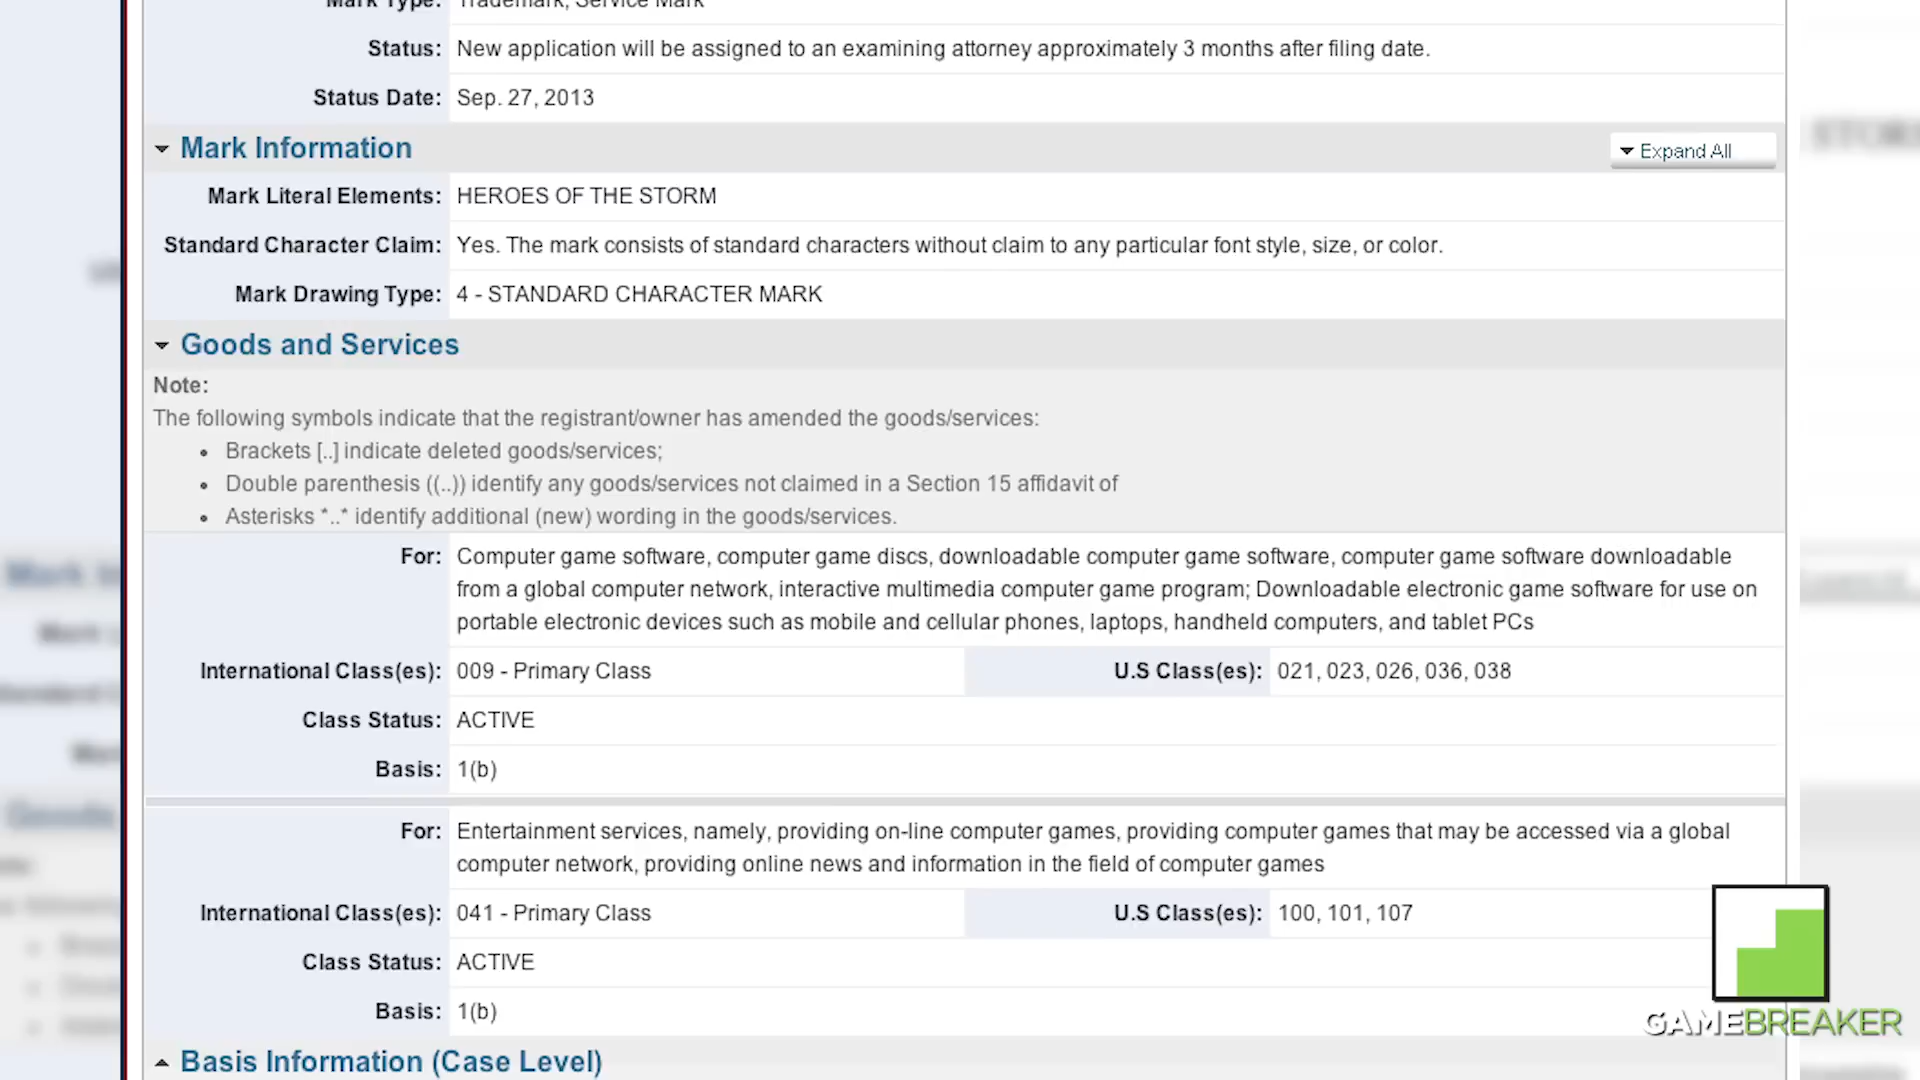 Mark Type: Trademark, Service Mark
Status: New application will be assigned to an examining attorney approximately 3 months after filing date.
Status Date: Sep. 27, 2013
Mark Information
Expand All
Mark Literal Elements: HEROES OF THE STORM
Standard Character Claim: Yes. The mark consists of standard characters without claim to any particular font style, size, or color.
Mark Drawing Type: 4 - STANDARD CHARACTER MARK
Goods and Services
Note:
The following symbols indicate that the registrant/owner has amended the goods/services:
• Brackets [..] indicate deleted goods/services;
• Double parenthesis ((..)) identify any goods/services not claimed in a Section 15 affidavit of
• Asterisks *..* identify additional (new) wording in the goods/services.
For: Computer game software, computer game discs, downloadable computer game software, computer game software downloadable
from a global computer network, interactive multimedia computer game program; Downloadable electronic game software for use on
portable electronic devices such as mobile and cellular phones, laptops, handheld computers, and tablet PCs
International Class(es): 009 - Primary Class U.S Class(es): 021, 023, 026, 036, 038
Class Status: ACTIVE
Basis: 1(b)
For: Entertainment services, namely, providing on-line computer games, providing computer games that may be accessed via a global
computer network, providing online news and information in the field of computer games
International Class(es): 041 - Primary Class U.S Class(es): 100, 101, 107
Class Status: ACTIVE
Basis: 1(b)
GAMEBREAKER
Basis Information (Case Level)